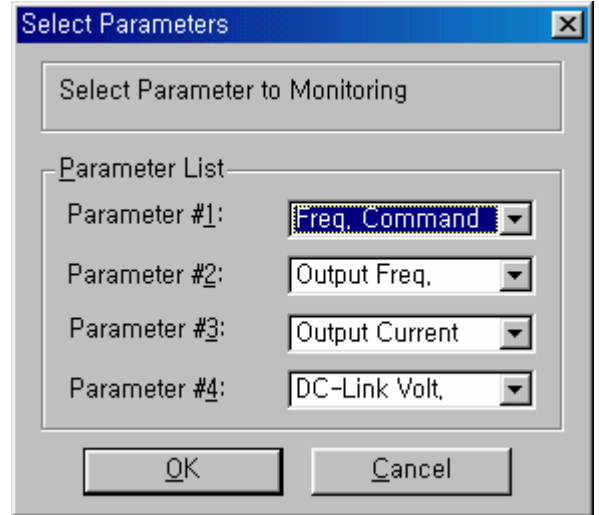 Select Parameters
Select Parameter to Monitoring
Parameter List
Parameter #1: Freq. Command
Parameter #2: Output Freq.
Parameter #3: Output Current
Parameter #4: DC-Link Volt.
OK Cancel